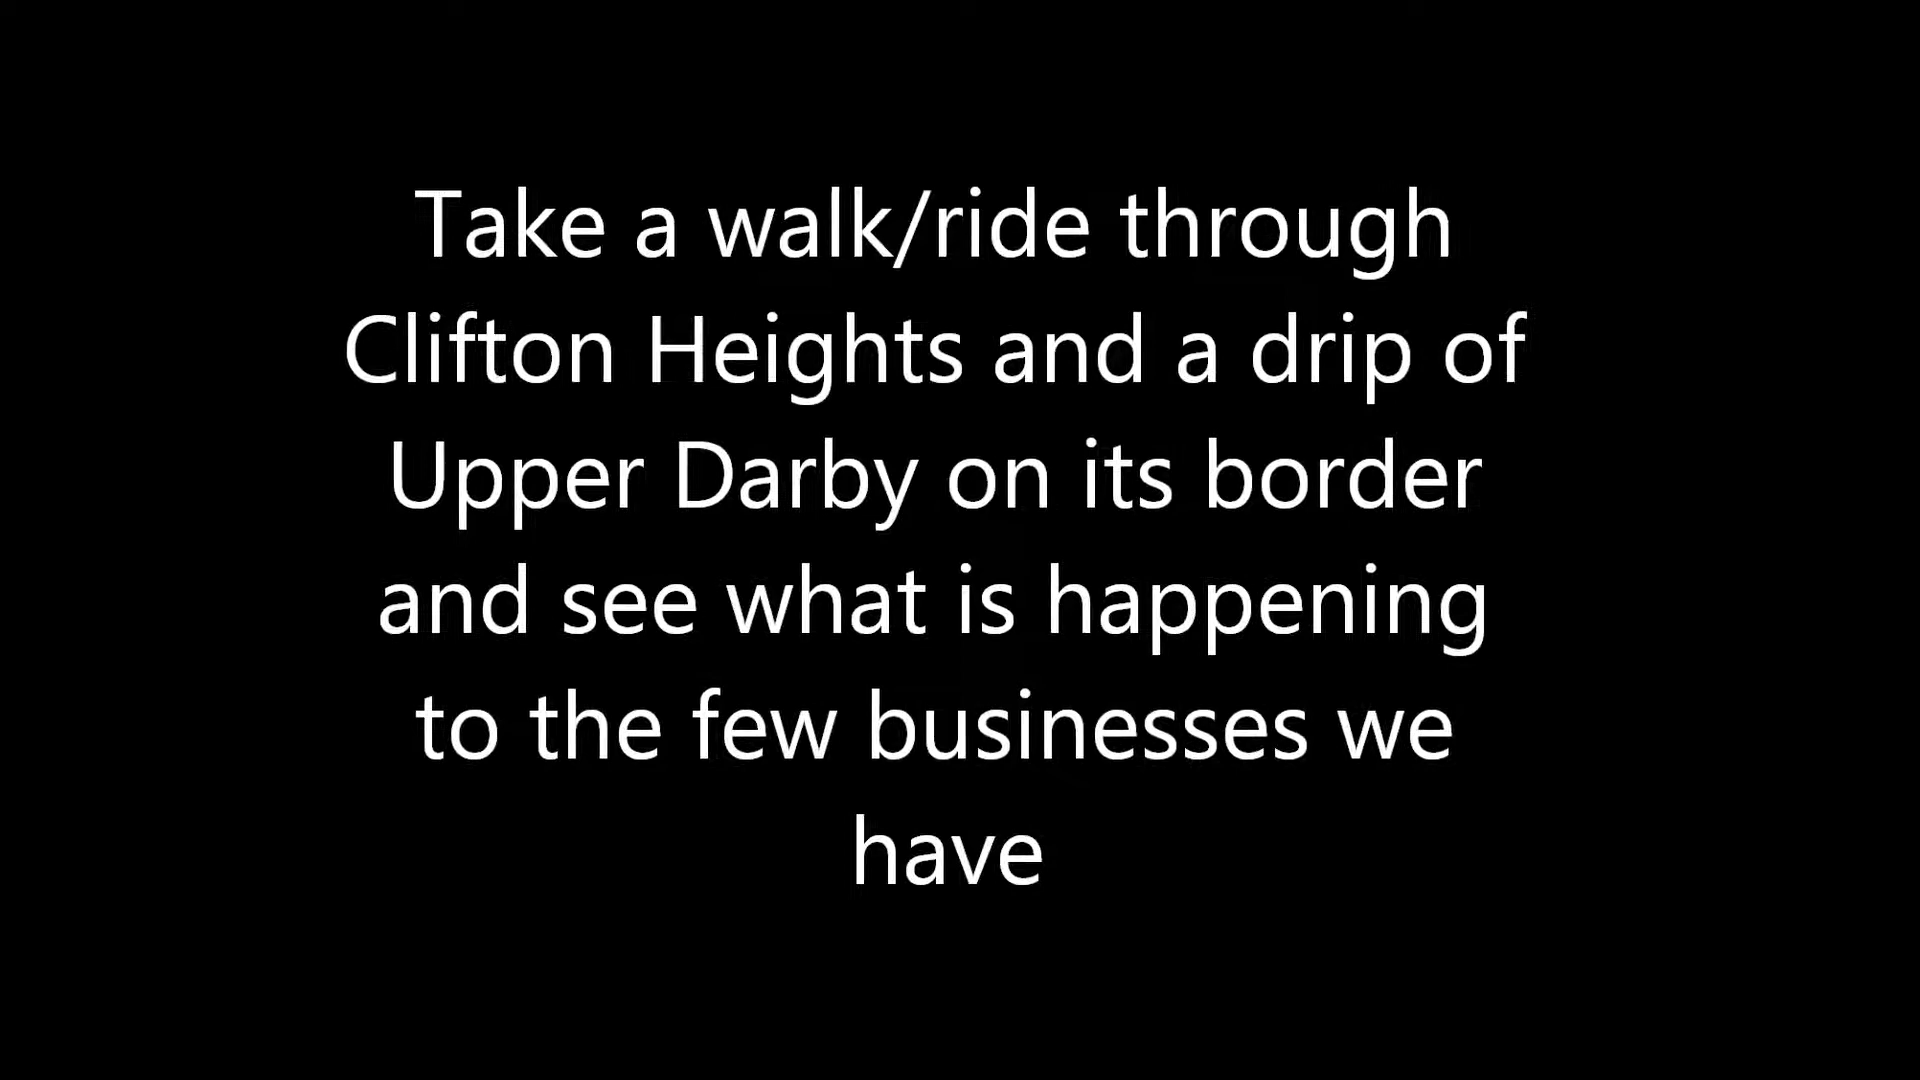 Take a walk/ride through
Clifton Heights and a drip of
Upper Darby on its border
and see what is happening
to the few businesses we
have